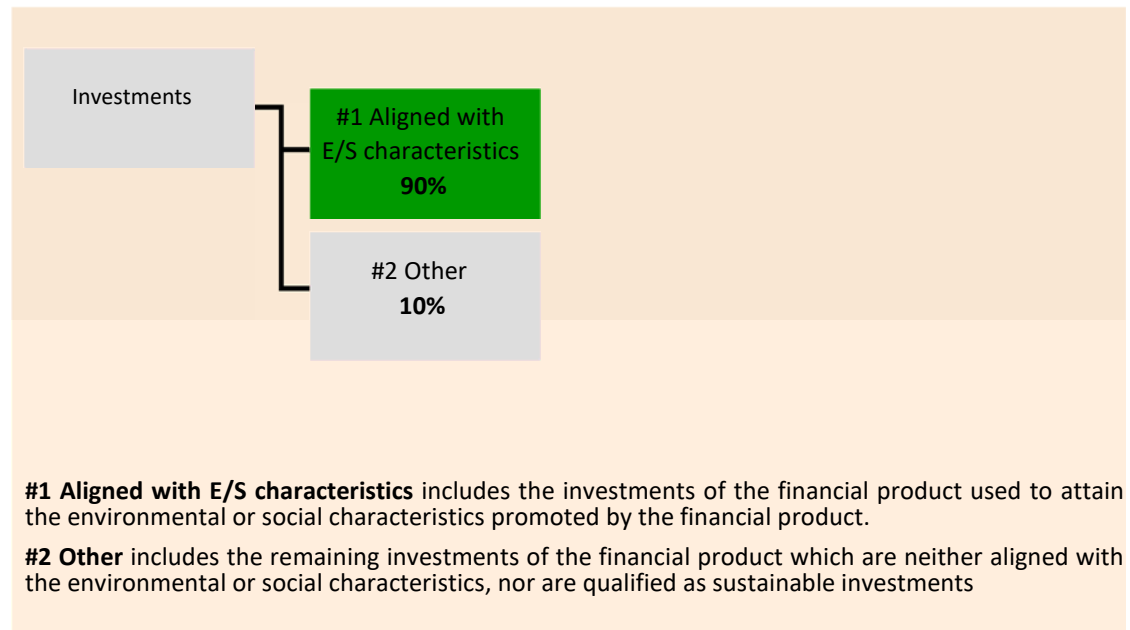 Investments
#1 Aligned with
E/S characteristics
90%
#2 Other
10%
#1 Aligned with E/S characteristics includes the investments of the financial product used to attain
the environmental or social characteristics promoted by the financial product.
#2 Other includes the remaining investments of the financial product which are neither aligned with
the environmental or social characteristics, nor are qualified as sustainable investments